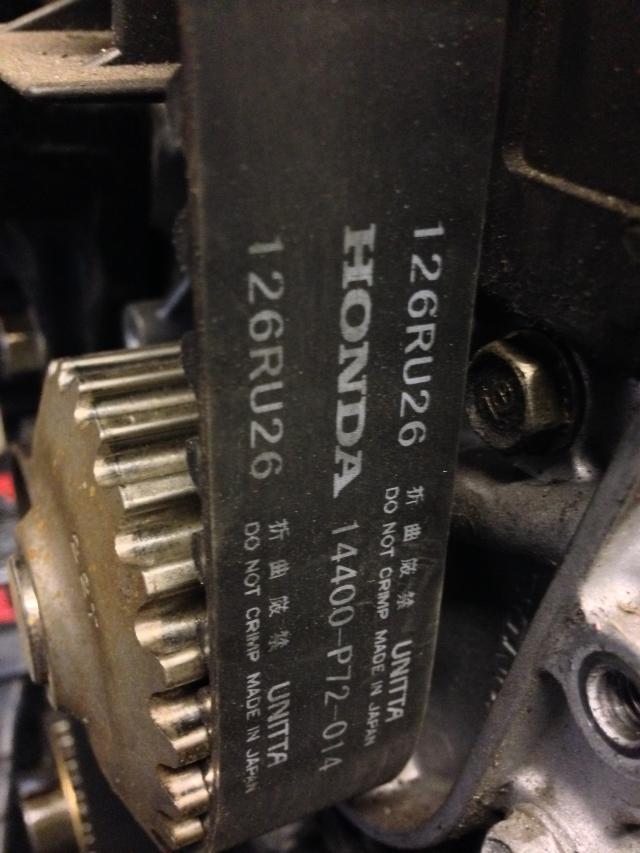 126RU26 折曲厳禁 UNITTA
DO NOT CRIMP MADE IN JAPAN
HONDA 14400-P72-014
126RU26 折曲厳禁 UNITTA
DO NOT CRIMP MADE IN JAPAN